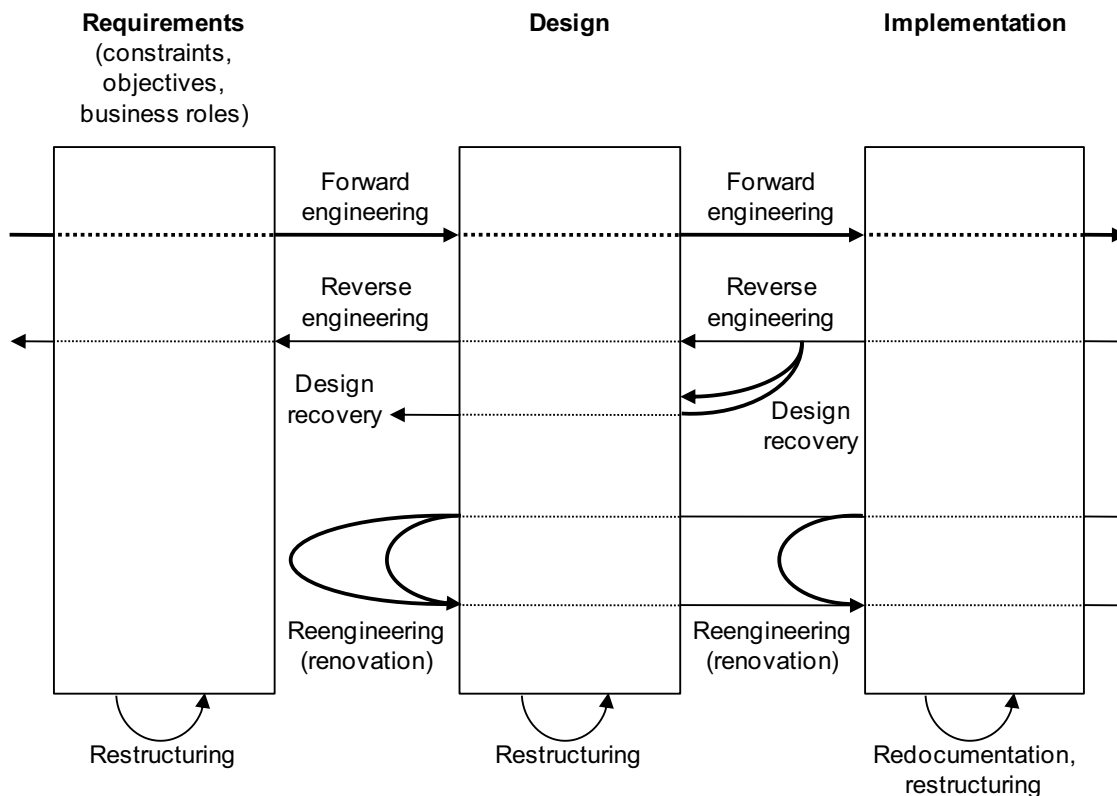 Requirements
(constraints,
objectives,
business roles)
Design
Implementation
Forward
engineering
Forward
engineering
Reverse
engineering
Reverse
engineering
Design
recovery
Design
recovery
Reengineering
(renovation)
Reengineering
(renovation)
Restructuring
Restructuring
Redocumentation,
restructuring